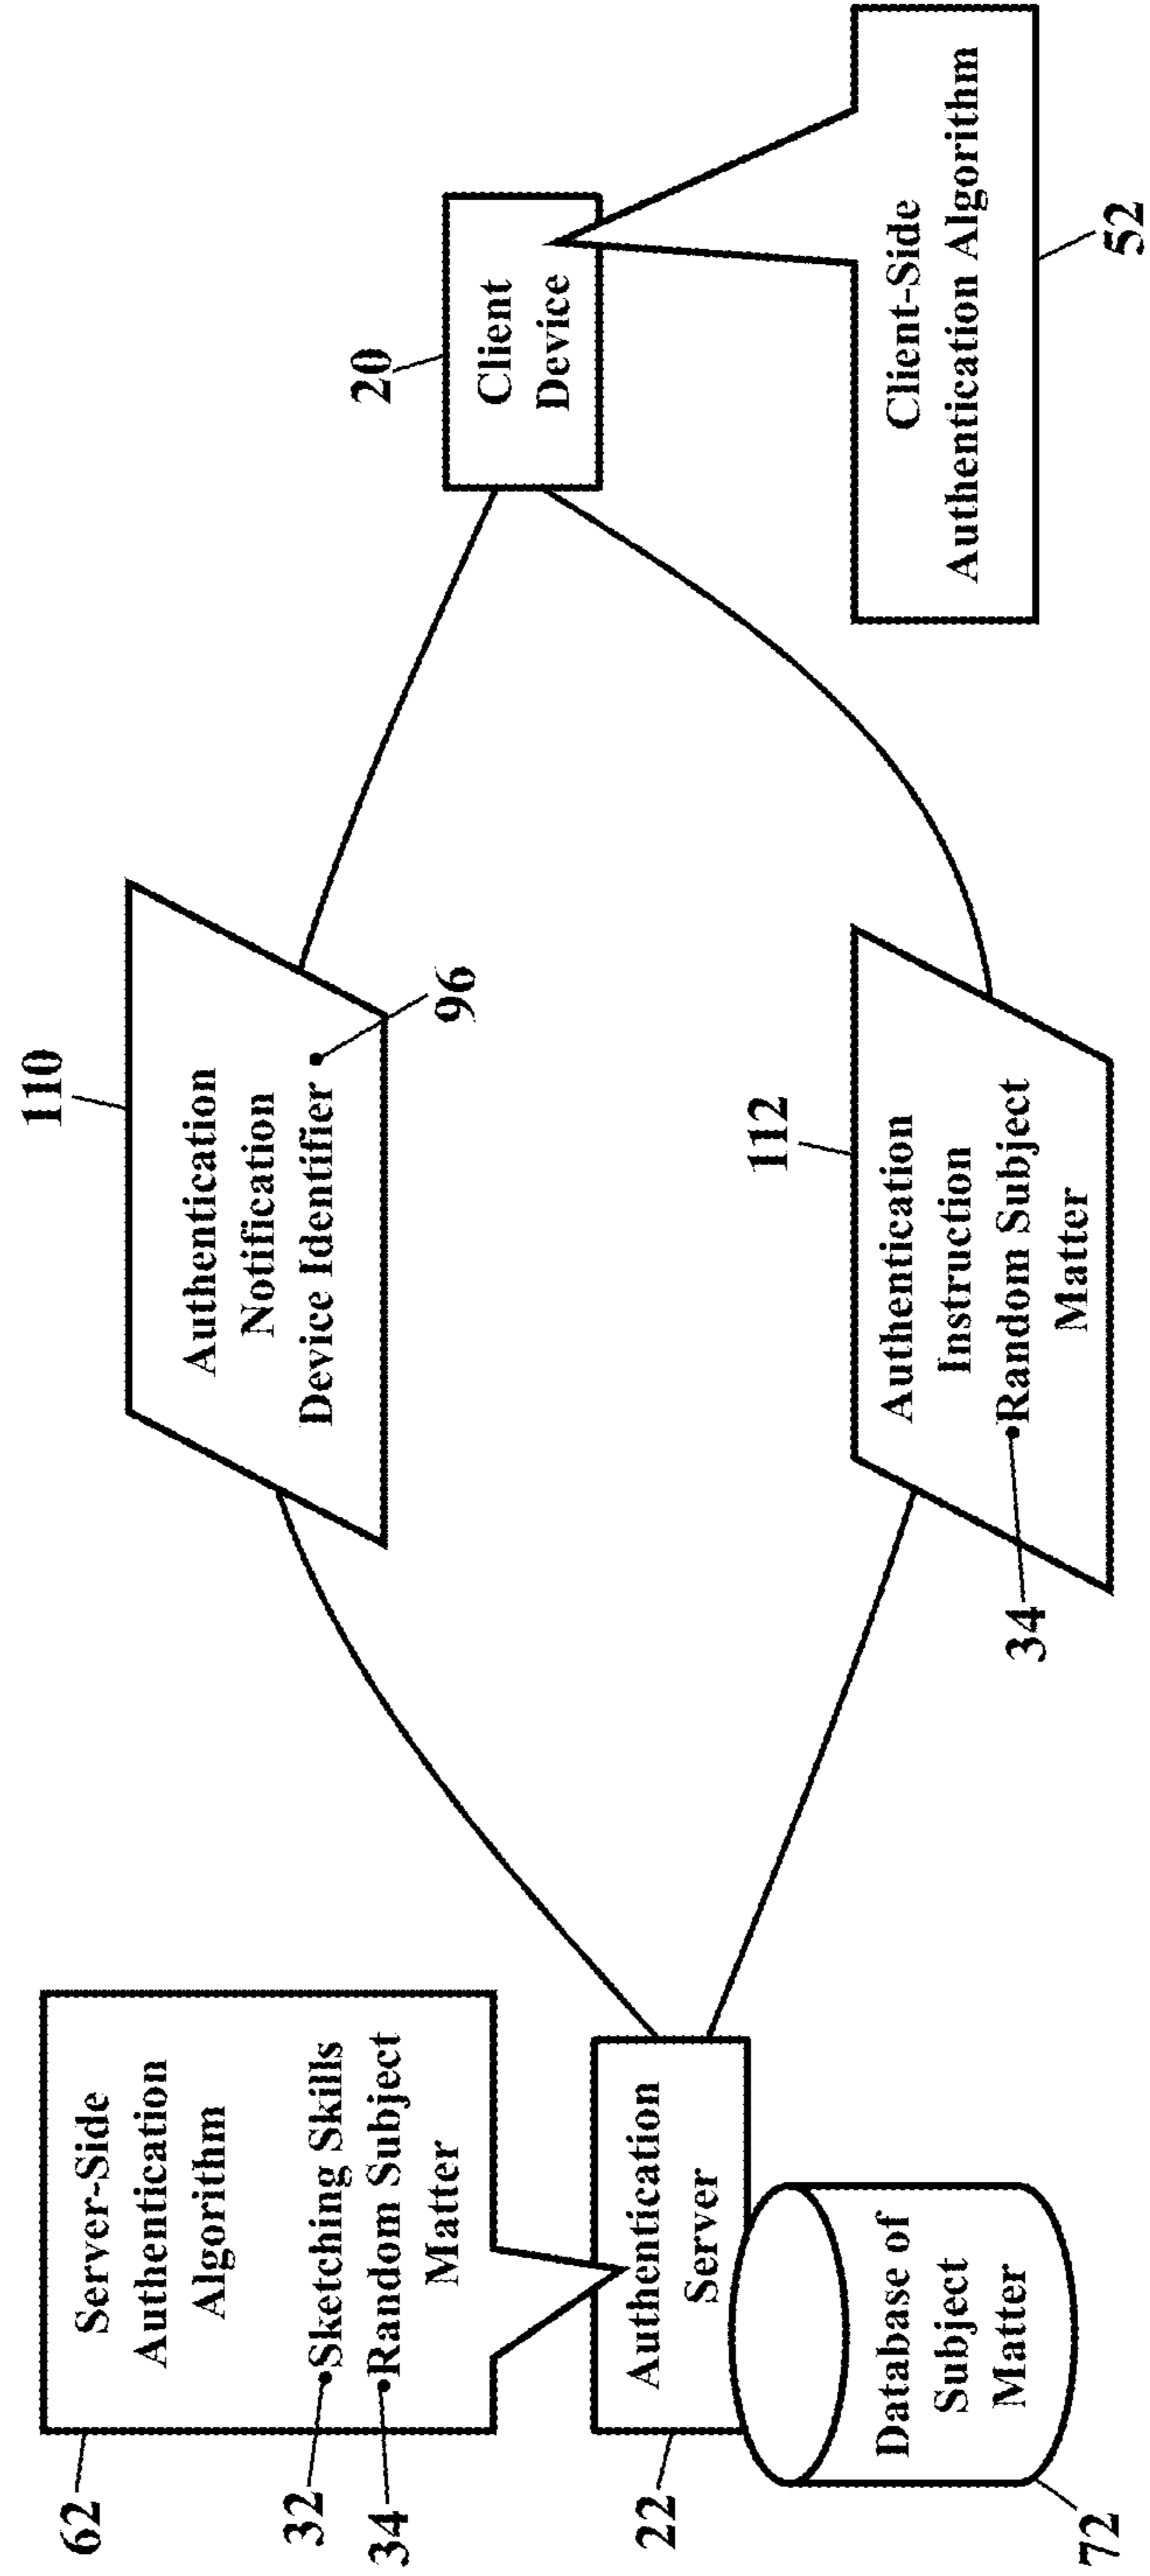 62
Server-Side
Authentication
Algorithm
32
Sketching Skills
34
Random Subject
Matter
22
Authentication
Server
72
Database of
Subject
Matter
110
Authentication
Notification
Device Identifier
96
112
Authentication
Instruction
34
Random Subject
Matter
20
Client
Device
Client-Side
Authentication Algorithm
52